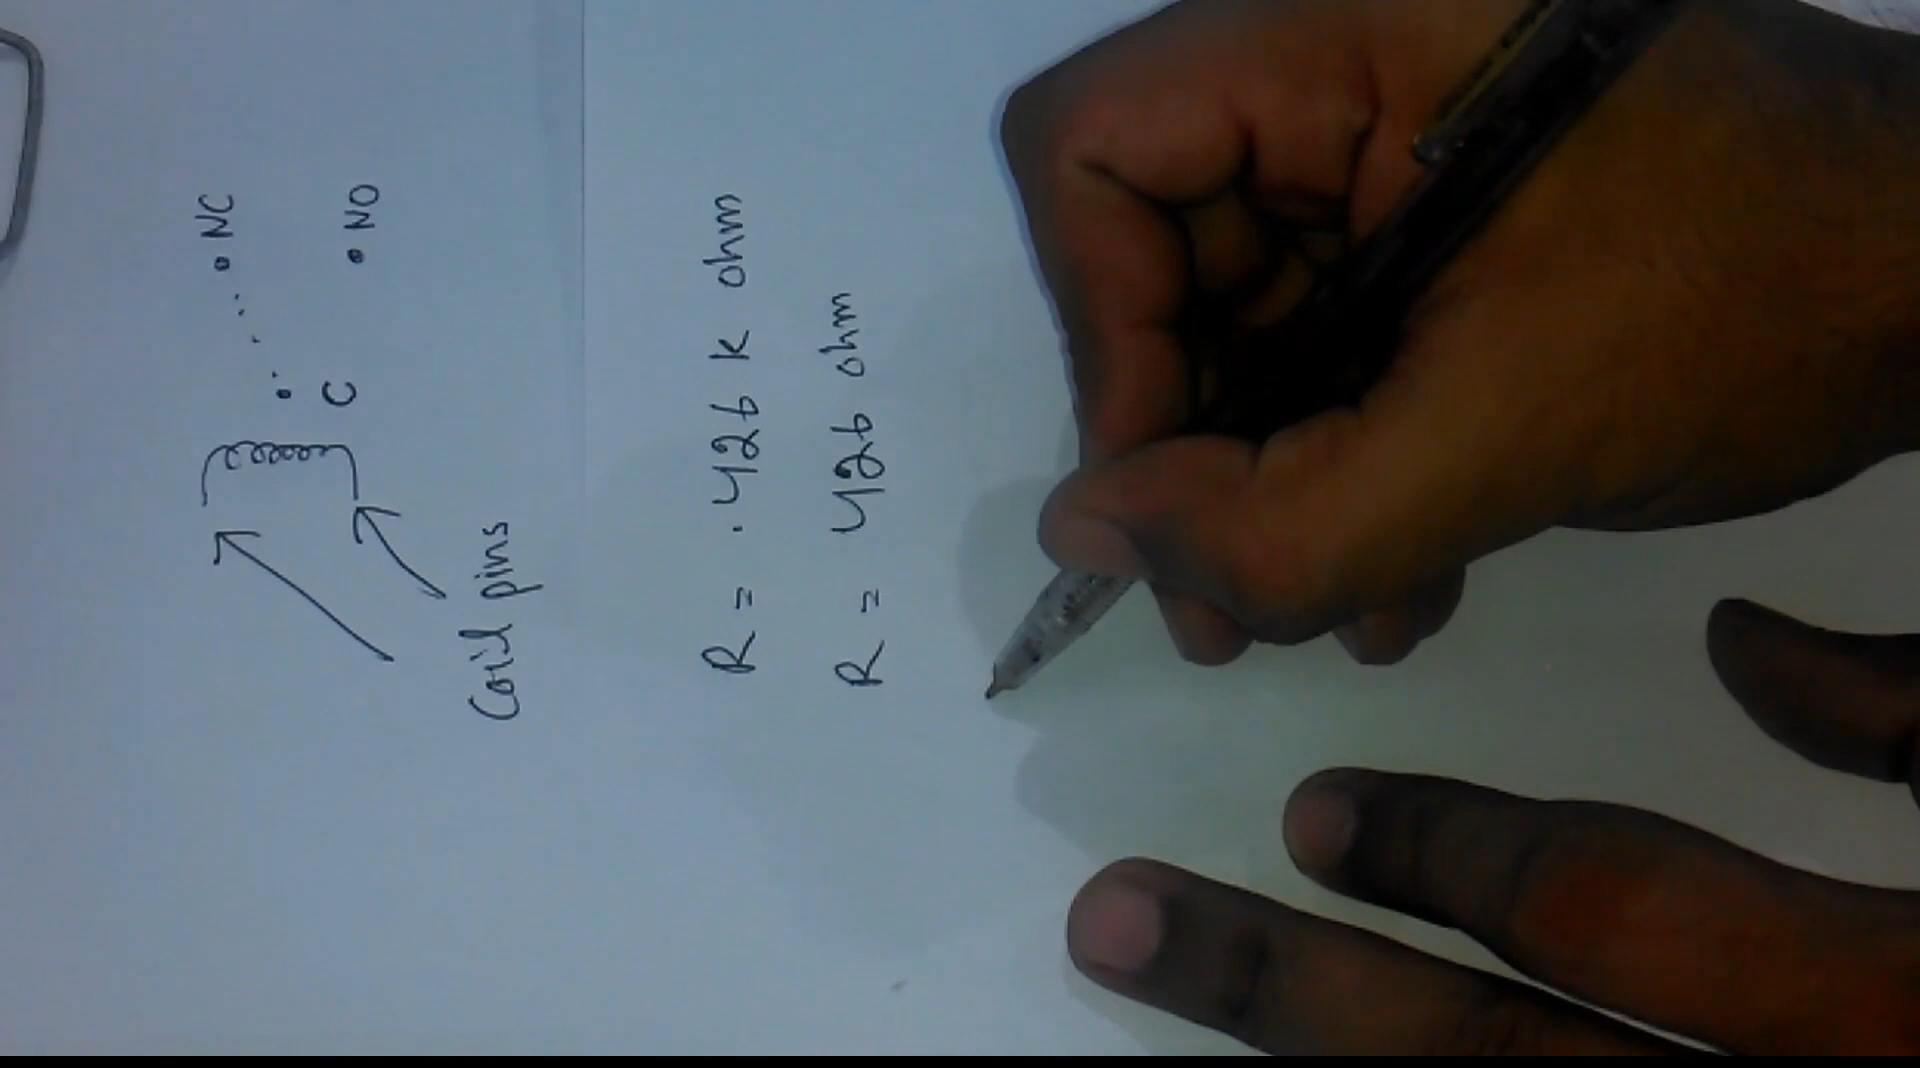 NC
NO
C
Coil pins
R = .426 k ohm
R = 426 ohm